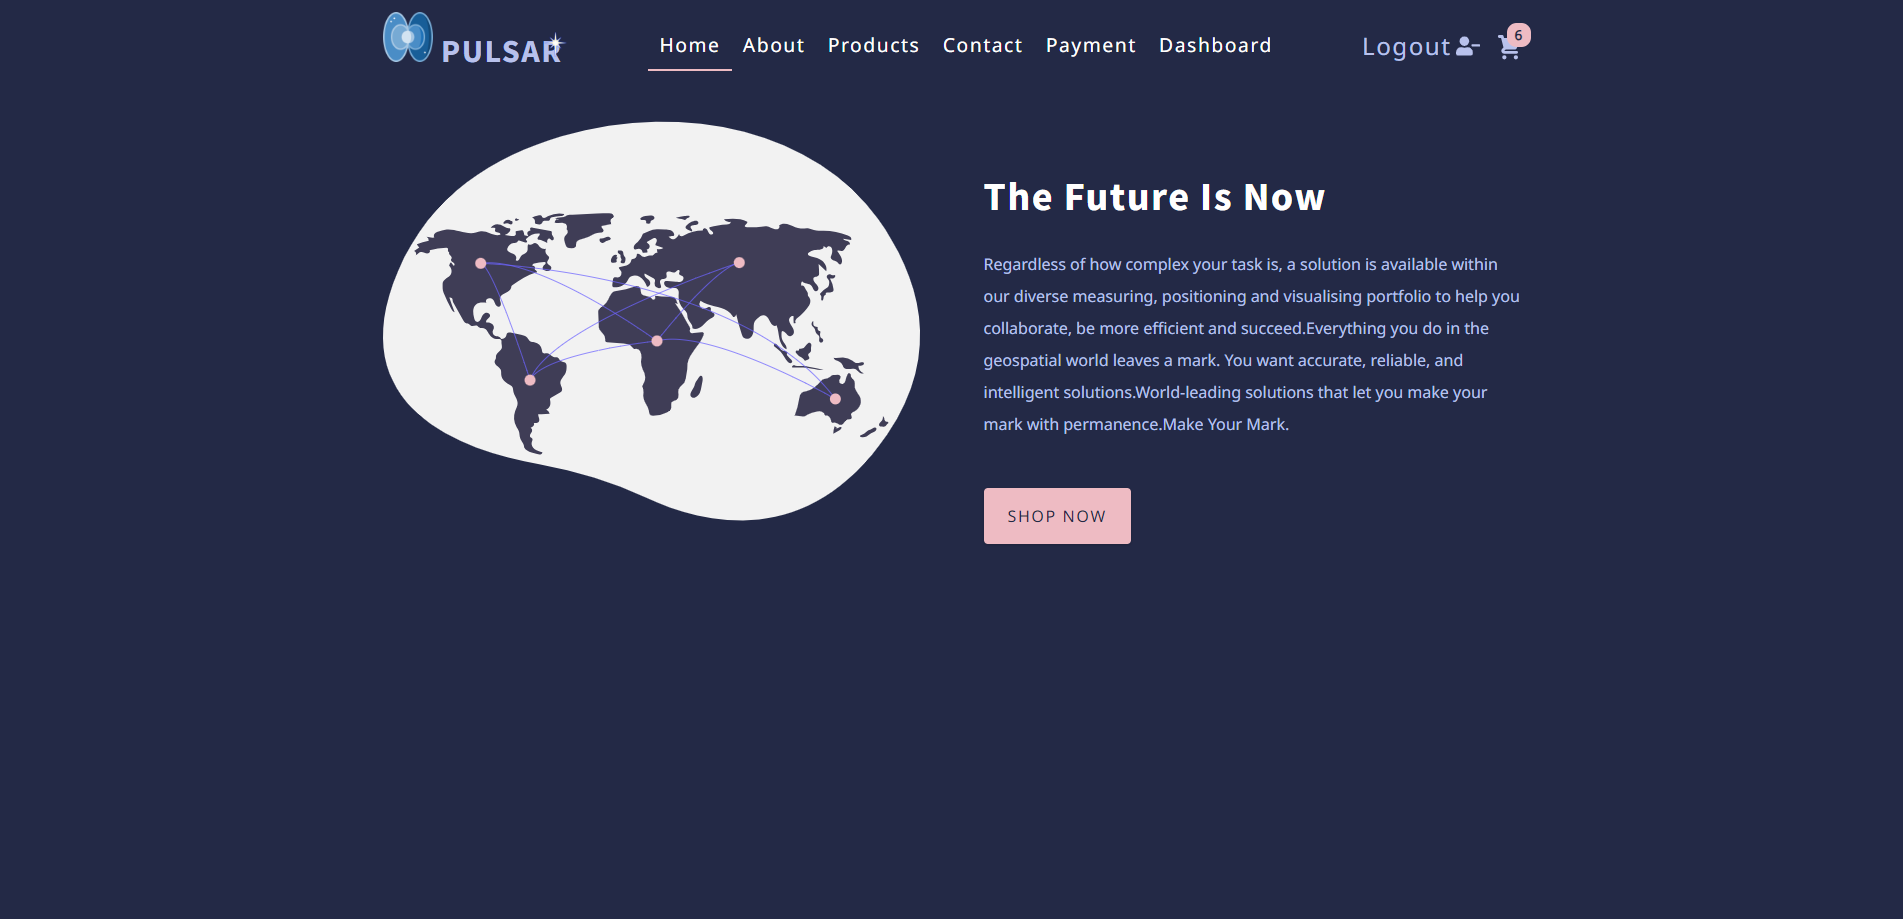 PULSAR
Home About Products Contact Payment Dashboard
Logout
6
The Future Is Now
Regardless of how complex your task is, a solution is available within
our diverse measuring, positioning and visualising portfolio to help you
collaborate, be more efficient and succeed.Everything you do in the
geospatial world leaves a mark. You want accurate, reliable, and
intelligent solutions.World-leading solutions that let you make your
mark with permanence.Make Your Mark.
SHOP NOW